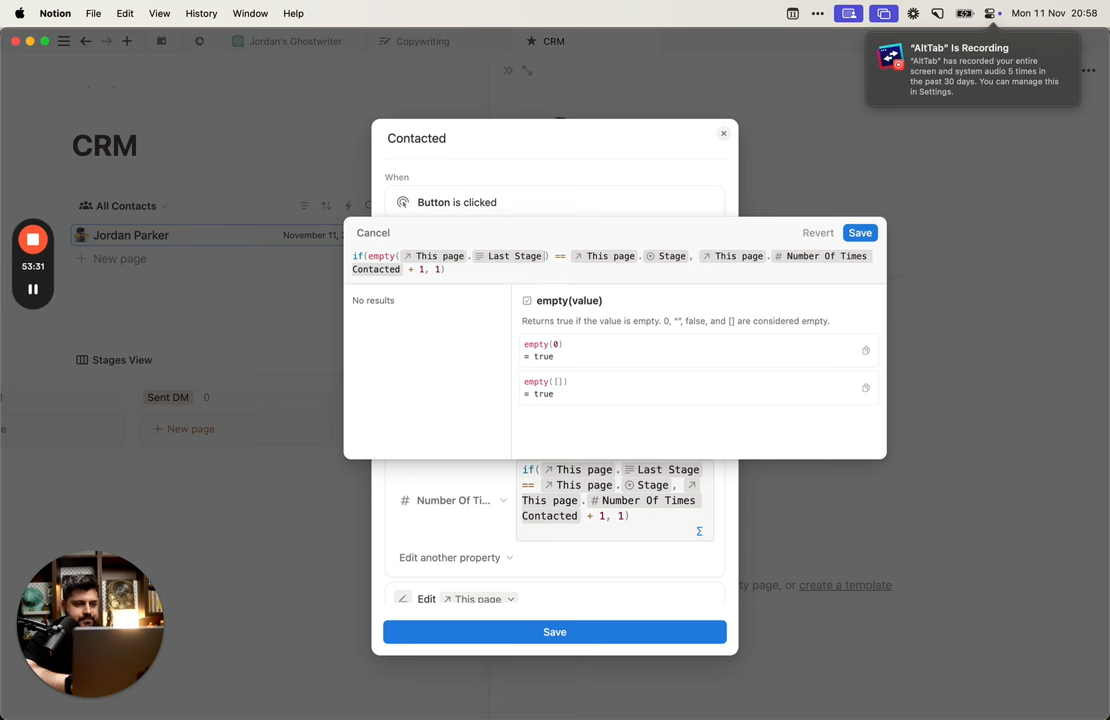 Notion File Edit View History Window Help
Mon 11 Nov 20:58
Jordan's Ghostwriter
Copywriting
CRM
“AltTab” Is Recording
“AltTab” has recorded your entire
screen and system audio 5 times in
the past 30 days. You can manage this
in Settings.
CRM
All Contacts
Jordan Parker
November 11, 2
New page
53:31
Stages View
Sent DM 0
New page
Contacted
When
Button is clicked
Cancel
Revert
Save
if(empty( This page . Last Stage ) == This page . Stage , This page . # Number Of Times
Contacted + 1, 1)
No results
empty(value)
Returns true if the value is empty. 0, “”, false, and [] are considered empty.
empty(0)
= true
empty([])
= true
# Number Of Ti...
if( This page . Last Stage
== This page . Stage ,
This page . # Number Of Times
Contacted + 1, 1)
Σ
Edit another property
Edit This page
Save
ty page, or create a template